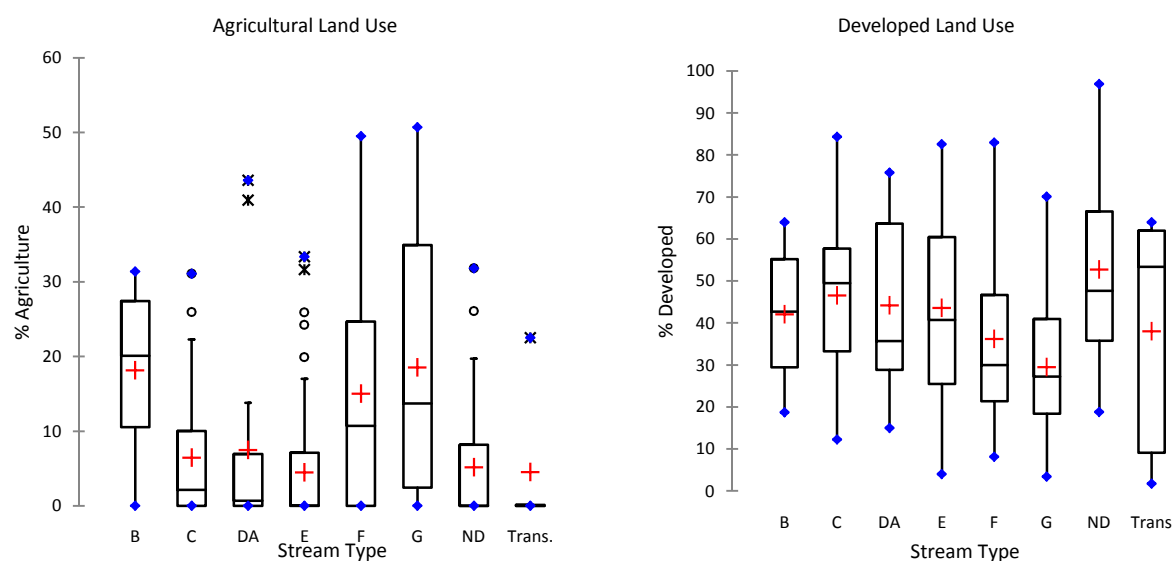 Agricultural Land Use
% Agriculture
60
50
40
30
20
10
0
B C DA E F G ND Trans.
Stream Type
Developed Land Use
% Developed
100
90
80
70
60
50
40
30
20
10
0
B C DA E F G ND Trans
Stream Type